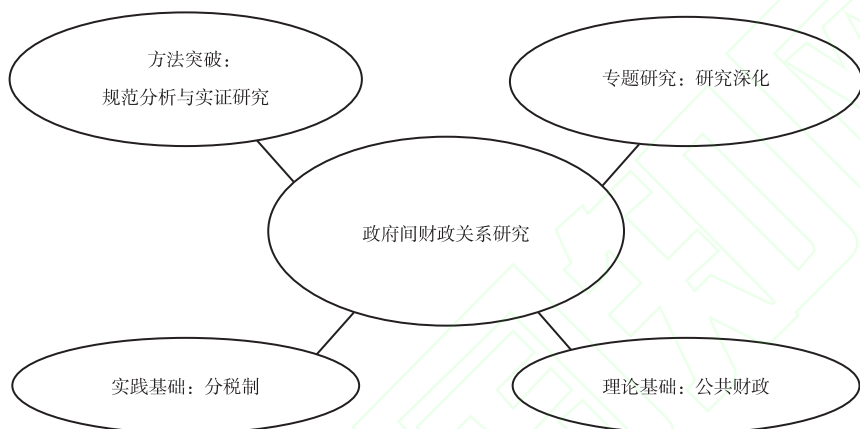 方法突破：
规范分析与实证研究
专题研究：研究深化
政府间财政关系研究
实践基础：分税制
理论基础：公共财政